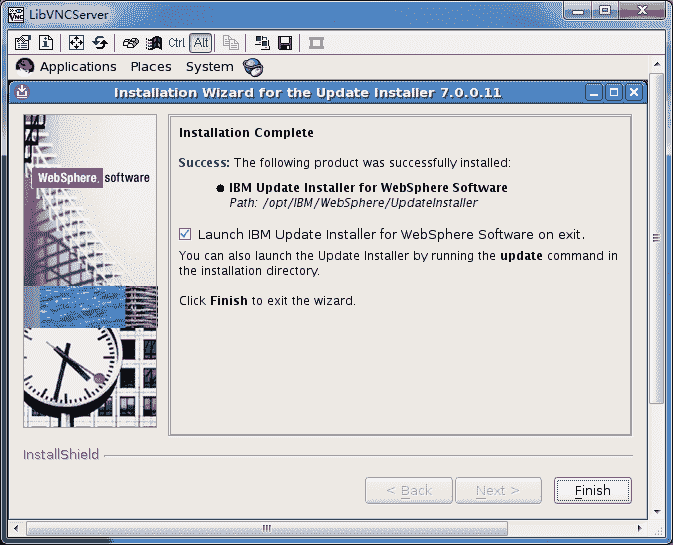 LibVNCServer
Ctrl Alt
Applications Places System
Installation Wizard for the Update Installer 7.0.0.11
WebSphere. software
Installation Complete
Success: The following product was successfully installed:
IBM Update Installer for WebSphere Software
Path: /opt/IBM/WebSphere/UpdateInstaller
Launch IBM Update Installer for WebSphere Software on exit.
You can also launch the Update Installer by running the update command in
the installation directory.
Click Finish to exit the wizard.
InstallShield
< Back Next > Finish